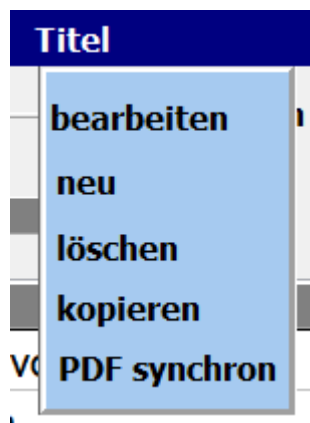 Titel
bearbeiten
neu
löschen
kopieren
PDF synchron